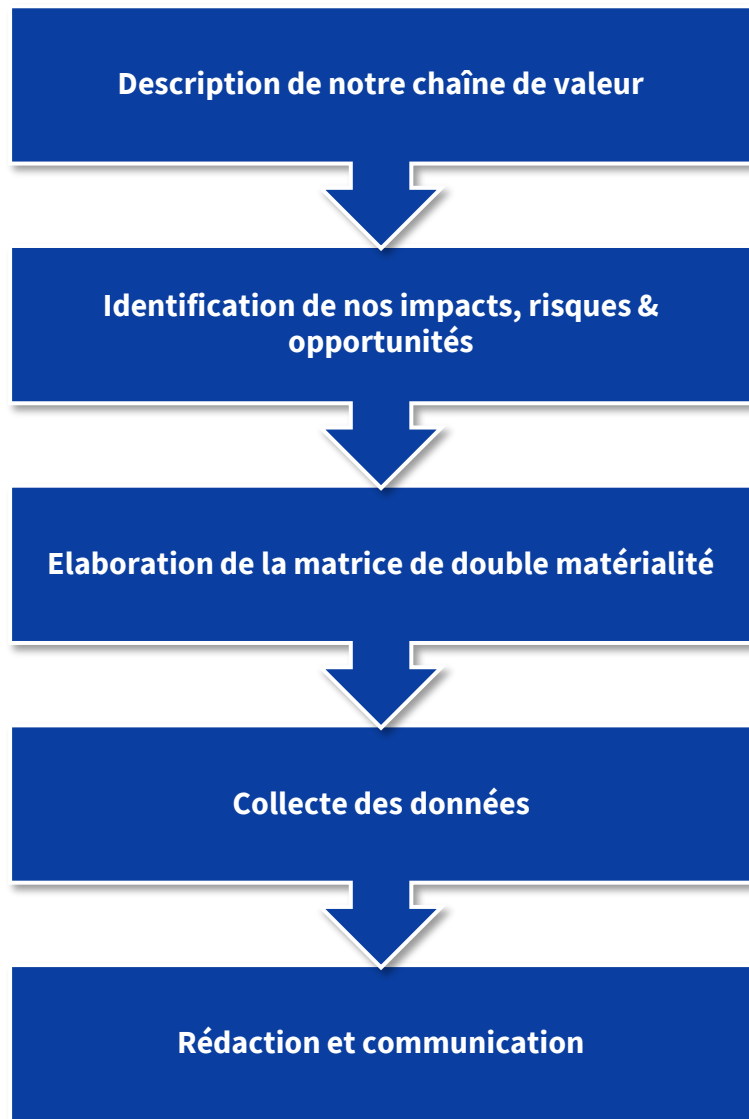 Description de notre chaîne de valeur
Identification de nos impacts, risques &
opportunités
Elaboration de la matrice de double matérialité
Collecte des données
Rédaction et communication